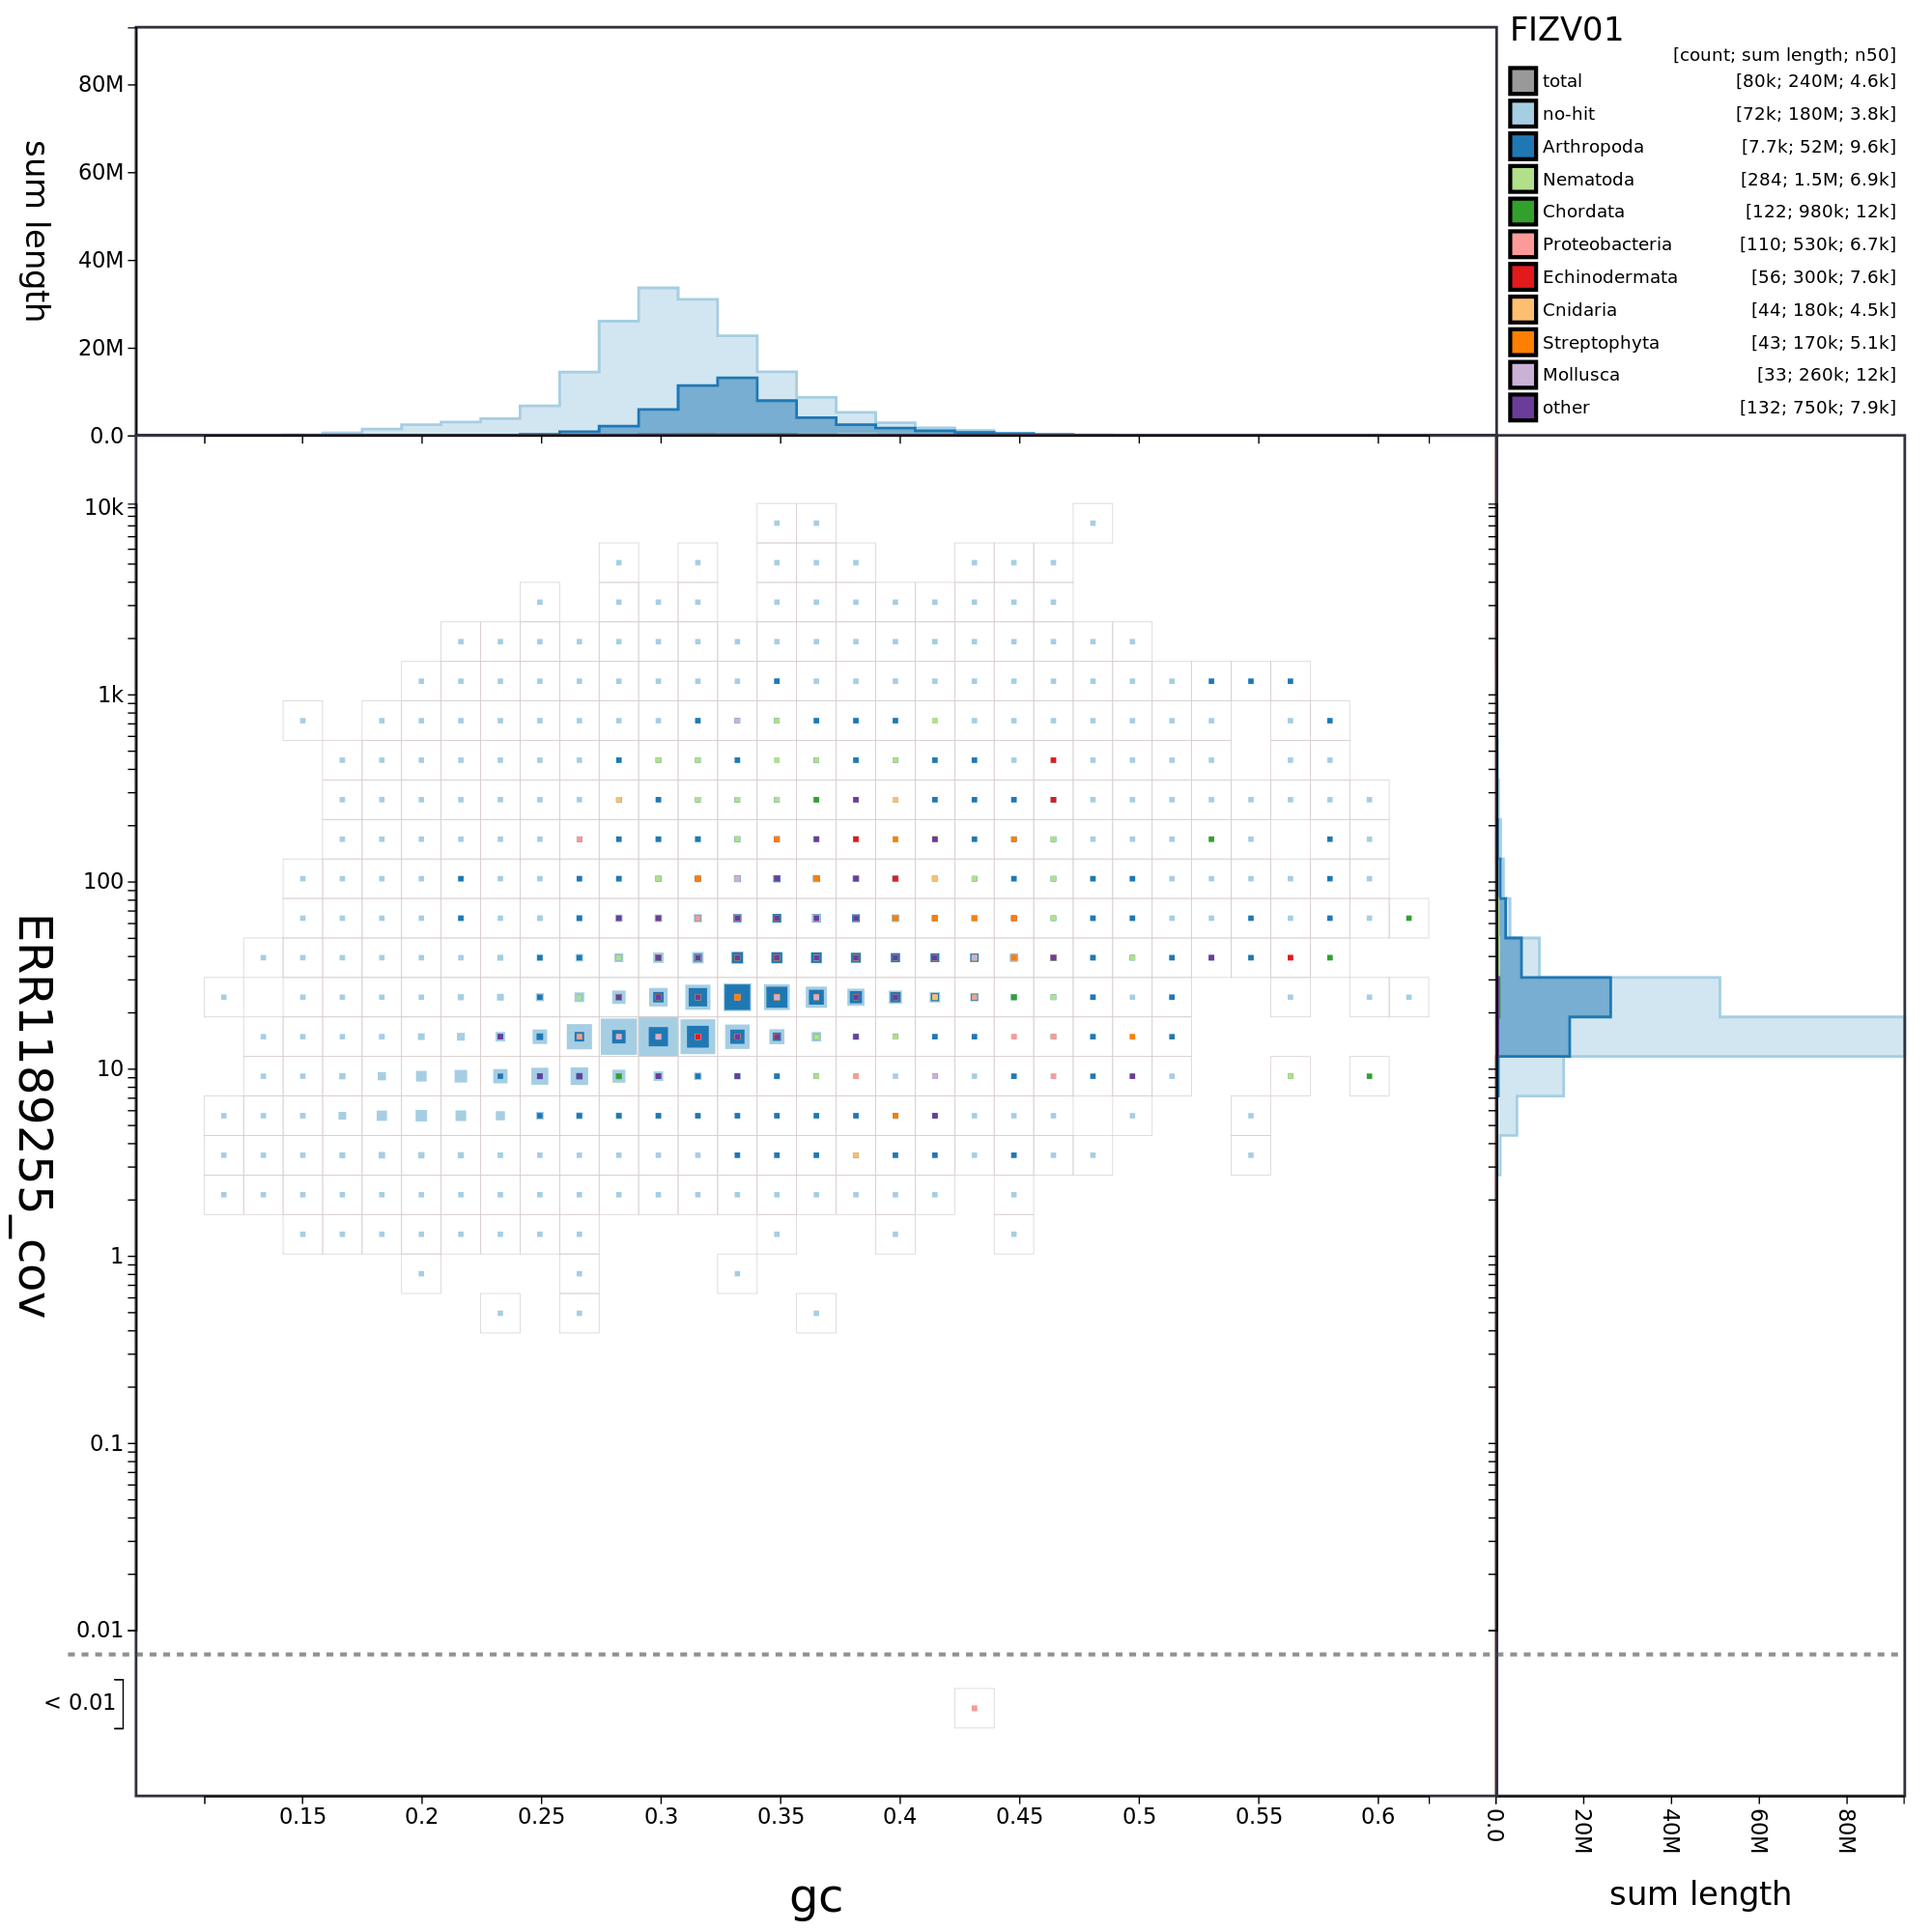 FIZV01
[count; sum length; n50]
total [80k; 240M; 4.6k]
no-hit [72k; 180M; 3.8k]
Arthropoda [7.7k; 52M; 9.6k]
Nematoda [284; 1.5M; 6.9k]
Chordata [122; 980k; 12k]
Proteobacteria [110; 530k; 6.7k]
Echinodermata [56; 300k; 7.6k]
Cnidaria [44; 180k; 4.5k]
Streptophyta [43; 170k; 5.1k]
Mollusca [33; 260k; 12k]
other [132; 750k; 7.9k]
sum length
80M
60M
40M
20M
0.0
ERR1189255_cov
10k
1k
100
10
1
0.1
0.01
< 0.01
0.15 0.2 0.25 0.3 0.35 0.4 0.45 0.5 0.55 0.6
gc
0.0 20M 40M 60M 80M
sum length